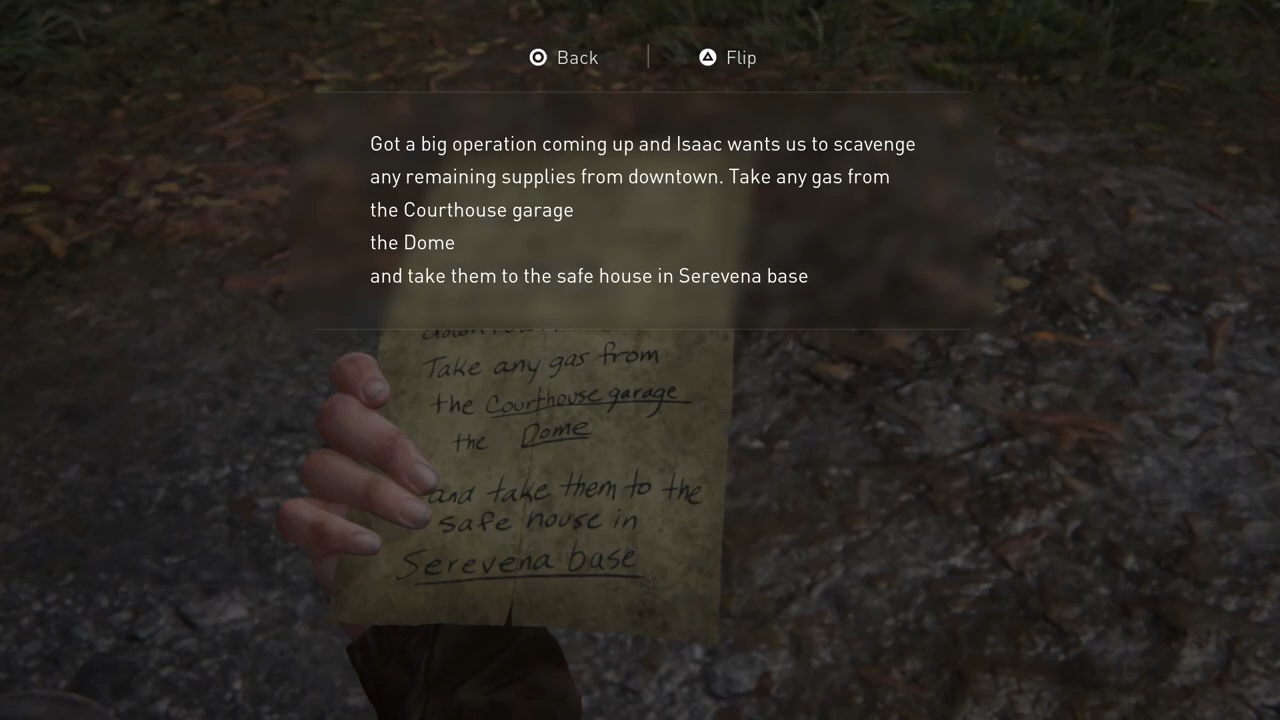 Back
Flip
Got a big operation coming up and Isaac wants us to scavenge
any remaining supplies from downtown. Take any gas from
the Courthouse garage
the Dome
and take them to the safe house in Serevena base
Take any gas from
the Courthouse garage
the Dome
and take them to the
safe house in
Serevena base